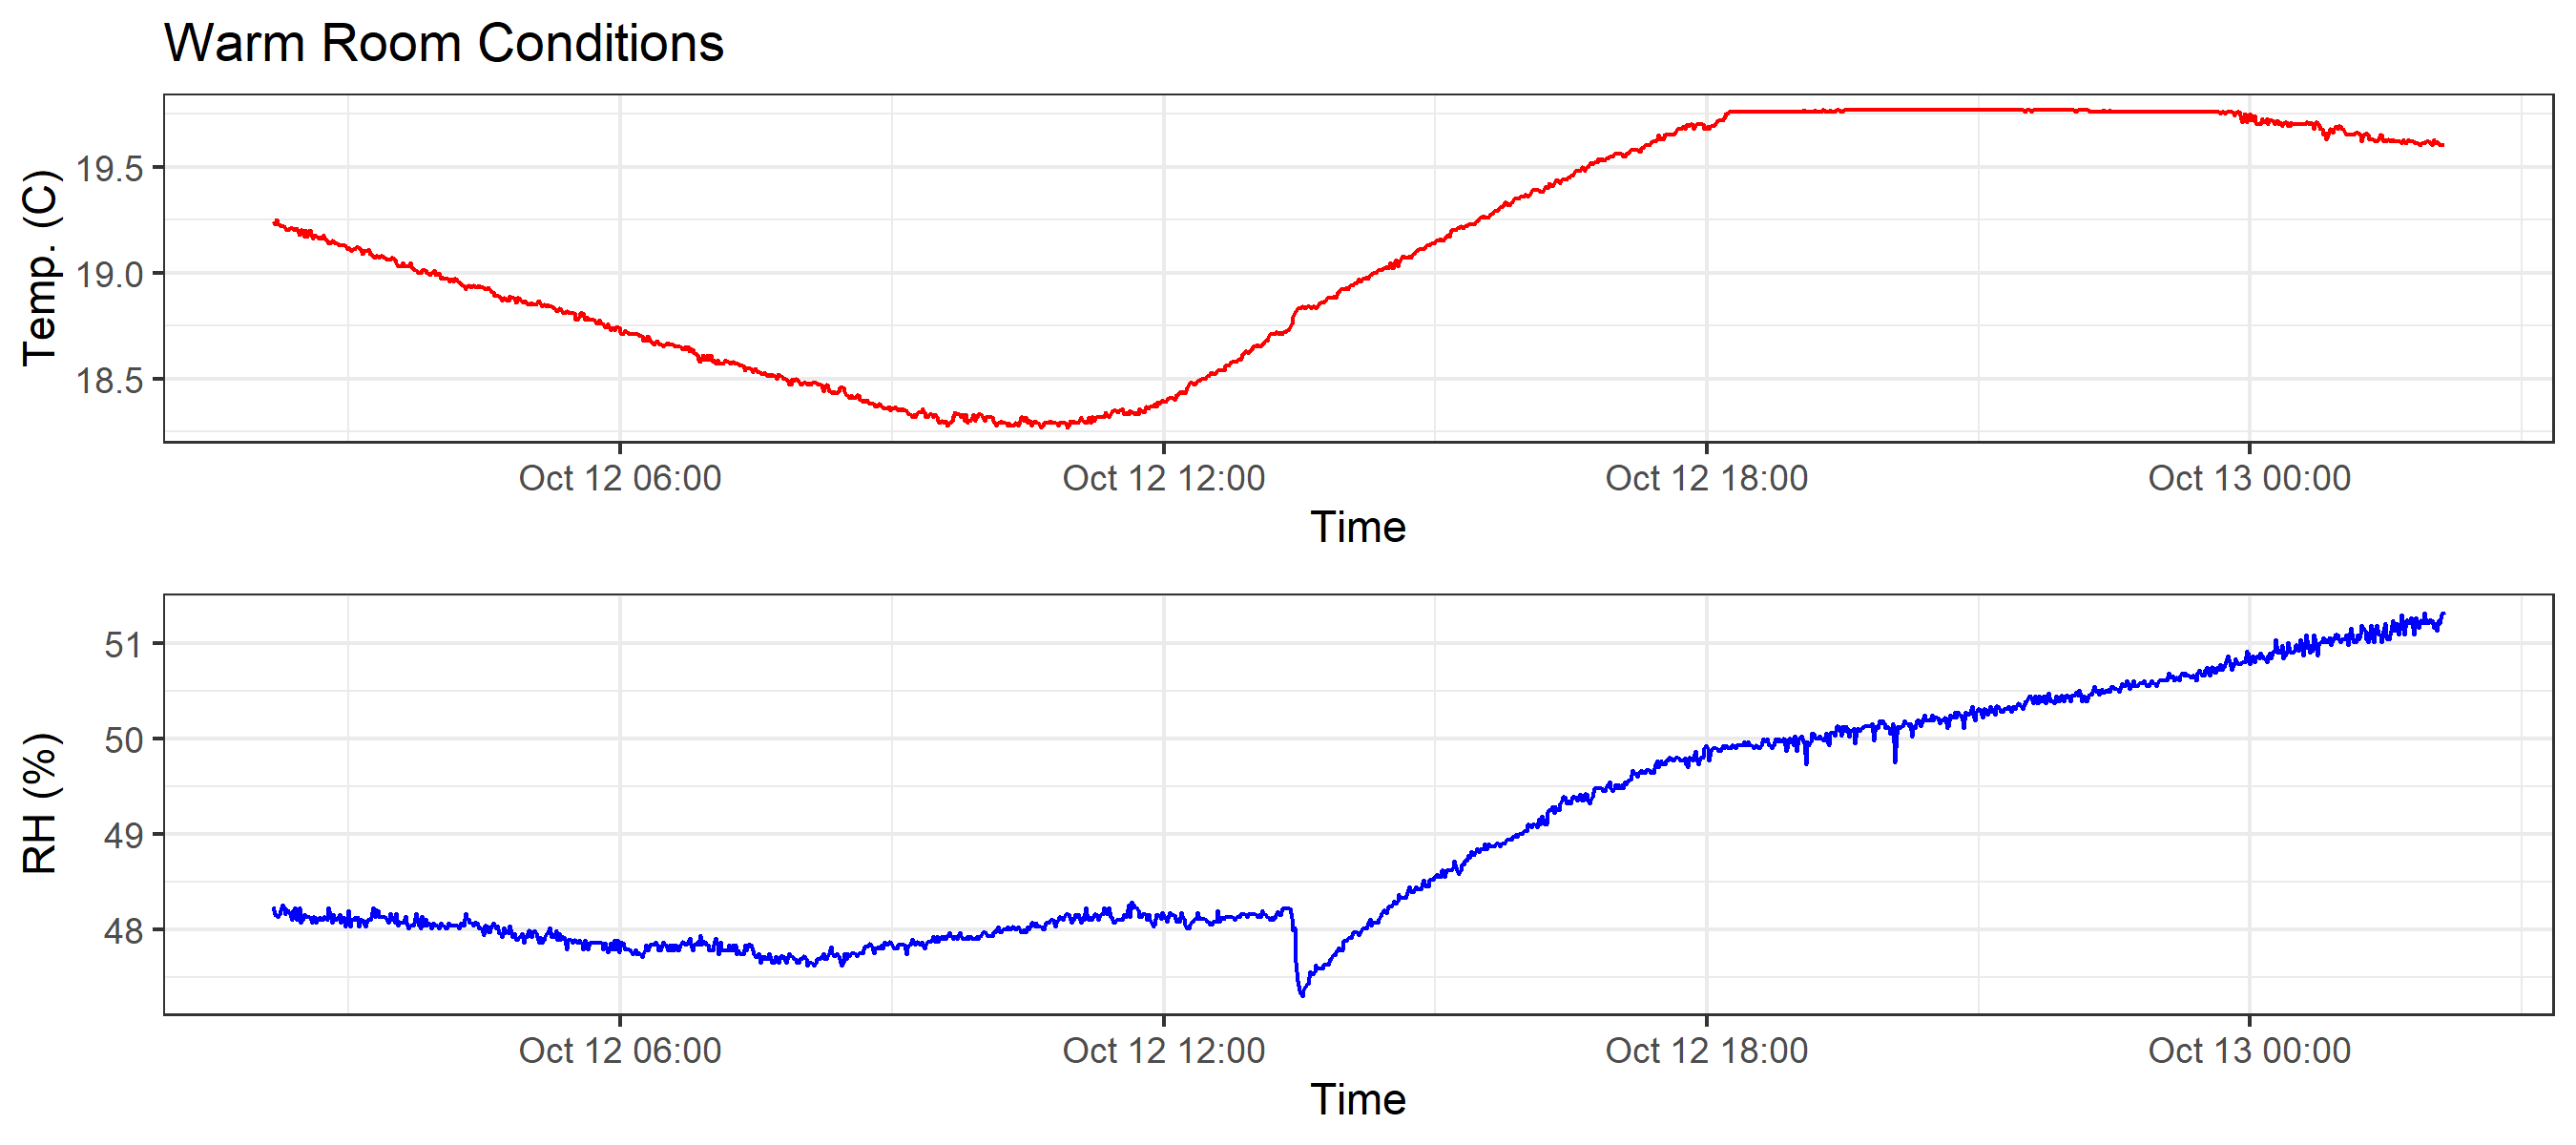 Warm Room Conditions
Temp. (C)
19.5
19.0
18.5
Oct 12 06:00 Oct 12 12:00 Oct 12 18:00 Oct 13 00:00
Time
RH (%)
51
50
49
48
Oct 12 06:00 Oct 12 12:00 Oct 12 18:00 Oct 13 00:00
Time